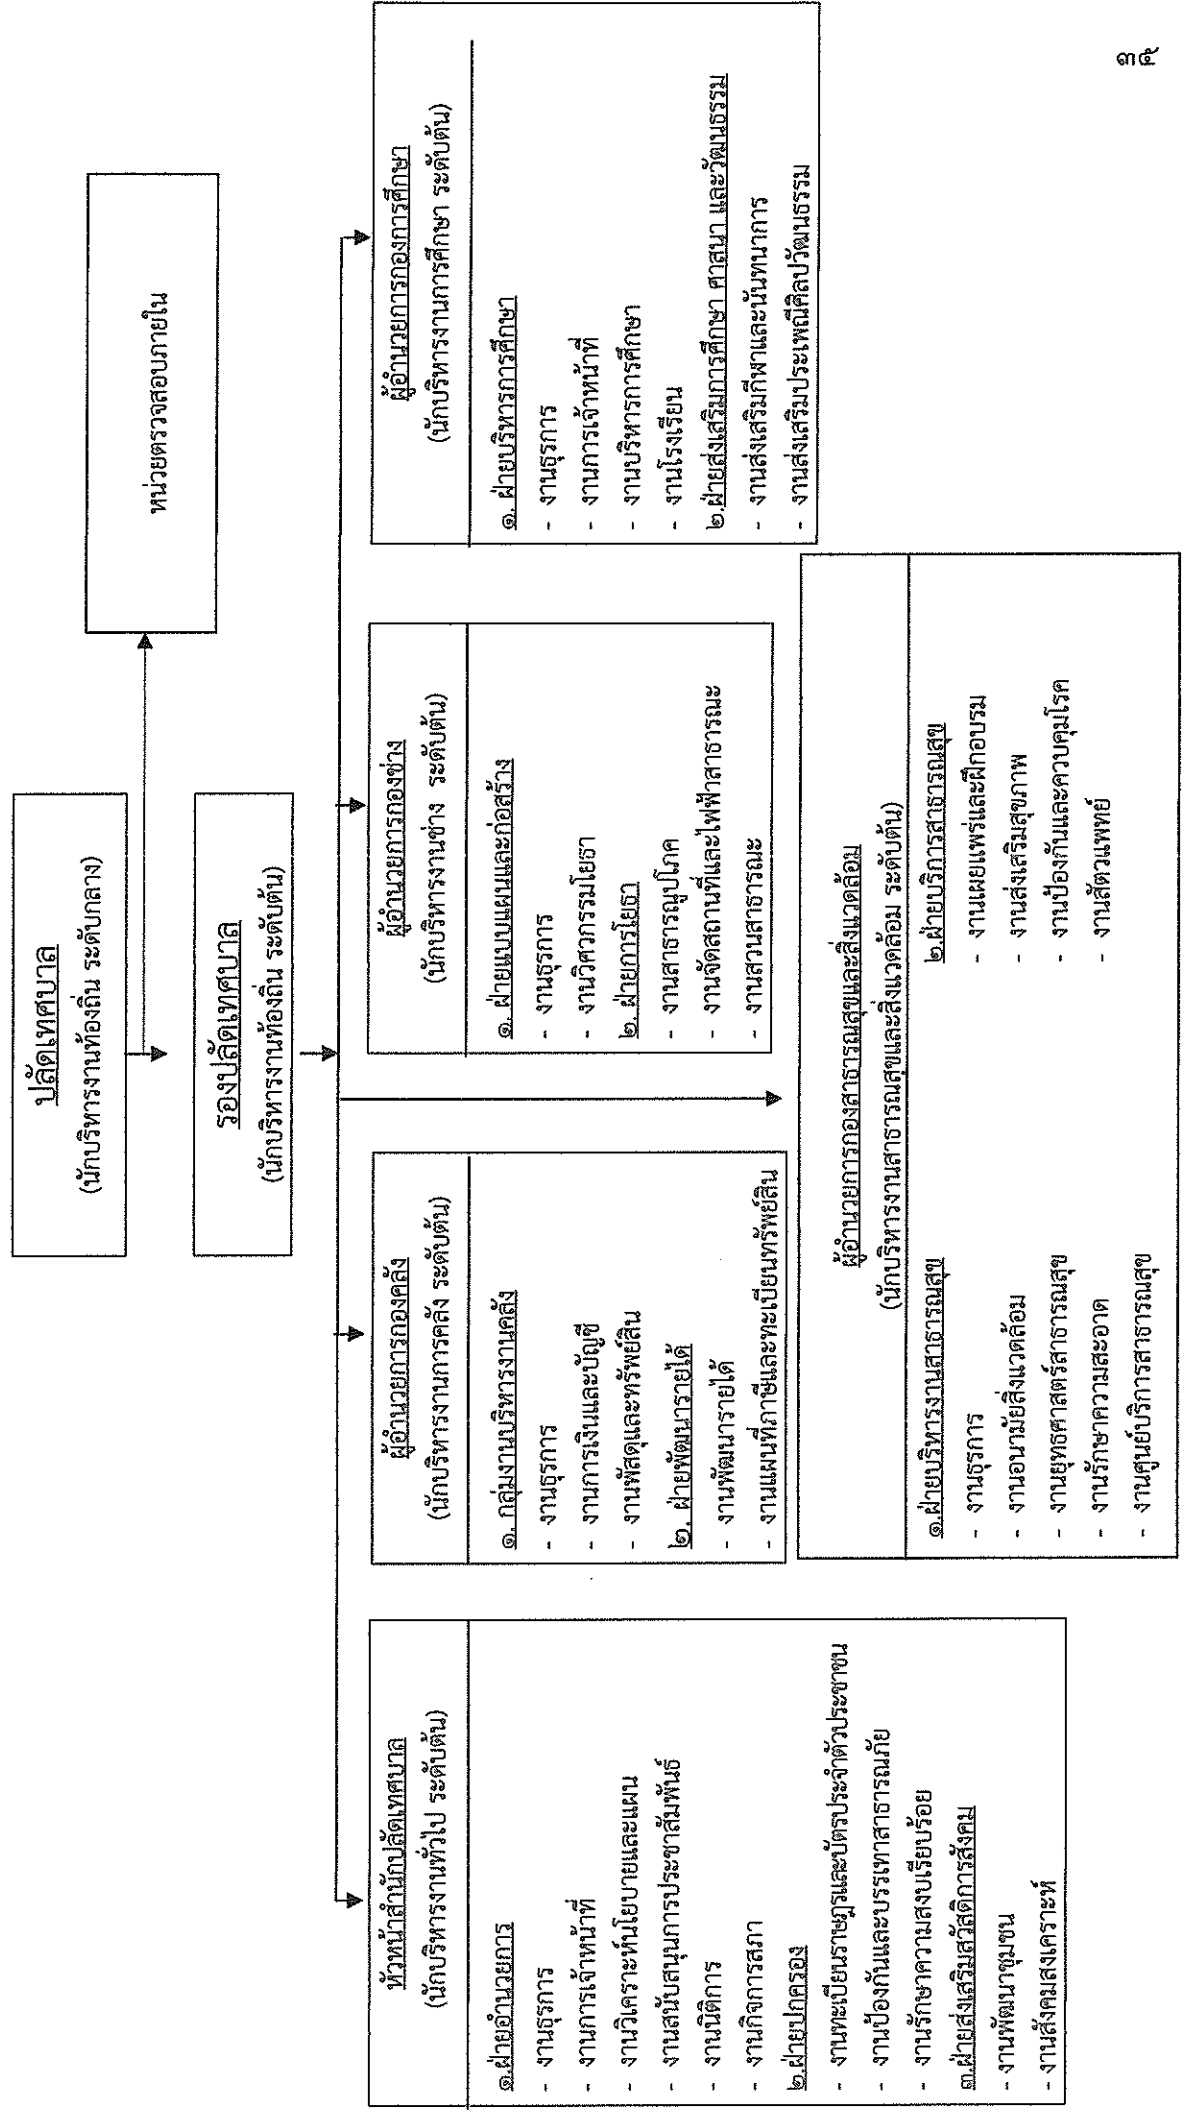 ปลัดเทศบาล
(นักบริหารงานท้องถิ่น ระดับกลาง)
หน่วยตรวจสอบภายใน
รองปลัดเทศบาล
(นักบริหารงานท้องถิ่น ระดับต้น)
หัวหน้าสำนักปลัดเทศบาล
(นักบริหารงานทั่วไป ระดับต้น)
๑.ฝ่ายอำนวยการ
- งานธุรการ
- งานการเจ้าหน้าที่
- งานวิเคราะห์นโยบายและแผน
- งานสนับสนุนการประชาสัมพันธ์
- งานนิติการ
- งานกิจการสภา
๒.ฝ่ายปกครอง
- งานทะเบียนราษฎรและบัตรประจำตัวประชาชน
- งานป้องกันและบรรเทาสาธารณภัย
- งานรักษาความสงบเรียบร้อย
๓.ฝ่ายส่งเสริมสวัสดิการสังคม
- งานพัฒนาชุมชน
- งานสังคมสงเคราะห์
ผู้อำนวยการกองคลัง
(นักบริหารงานการคลัง ระดับต้น)
๑. กลุ่มงานบริหารงานคลัง
- งานธุรการ
- งานการเงินและบัญชี
- งานพัสดุและทรัพย์สิน
๒. ฝ่ายพัฒนารายได้
- งานพัฒนารายได้
- งานแผนที่ภาษีและทะเบียนทรัพย์สิน
ผู้อำนวยการกองช่าง
(นักบริหารงานช่าง ระดับต้น)
๑. ฝ่ายแบบแผนและก่อสร้าง
- งานธุรการ
- งานวิศวกรรมโยธา
๒. ฝ่ายการโยธา
- งานสาธารณูปโภค
- งานจัดสถานที่และไฟฟ้าสาธารณะ
- งานสวนสาธารณะ
ผู้อำนวยการกองการศึกษา
(นักบริหารงานการศึกษา ระดับต้น)
๑. ฝ่ายบริหารการศึกษา
- งานธุรการ
- งานการเจ้าหน้าที่
- งานบริหารการศึกษา
- งานโรงเรียน
๒.ฝ่ายส่งเสริมการศึกษา ศาสนา และวัฒนธรรม
- งานส่งเสริมกีฬาและนันทนาการ
- งานส่งเสริมประเพณีศิลปวัฒนธรรม
ผู้อำนวยการกองสาธารณสุขและสิ่งแวดล้อม
(นักบริหารงานสาธารณสุขและสิ่งแวดล้อม ระดับต้น)
๑.ฝ่ายบริหารงานสาธารณสุข
- งานธุรการ
- งานอนามัยสิ่งแวดล้อม
- งานยุทธศาสตร์สาธารณสุข
- งานรักษาความสะอาด
- งานศูนย์บริการสาธารณสุข
๒.ฝ่ายบริการสาธารณสุข
- งานเผยแพร่และฝึกอบรม
- งานส่งเสริมสุขภาพ
- งานป้องกันและควบคุมโรค
- งานสัตวแพทย์
๓๕